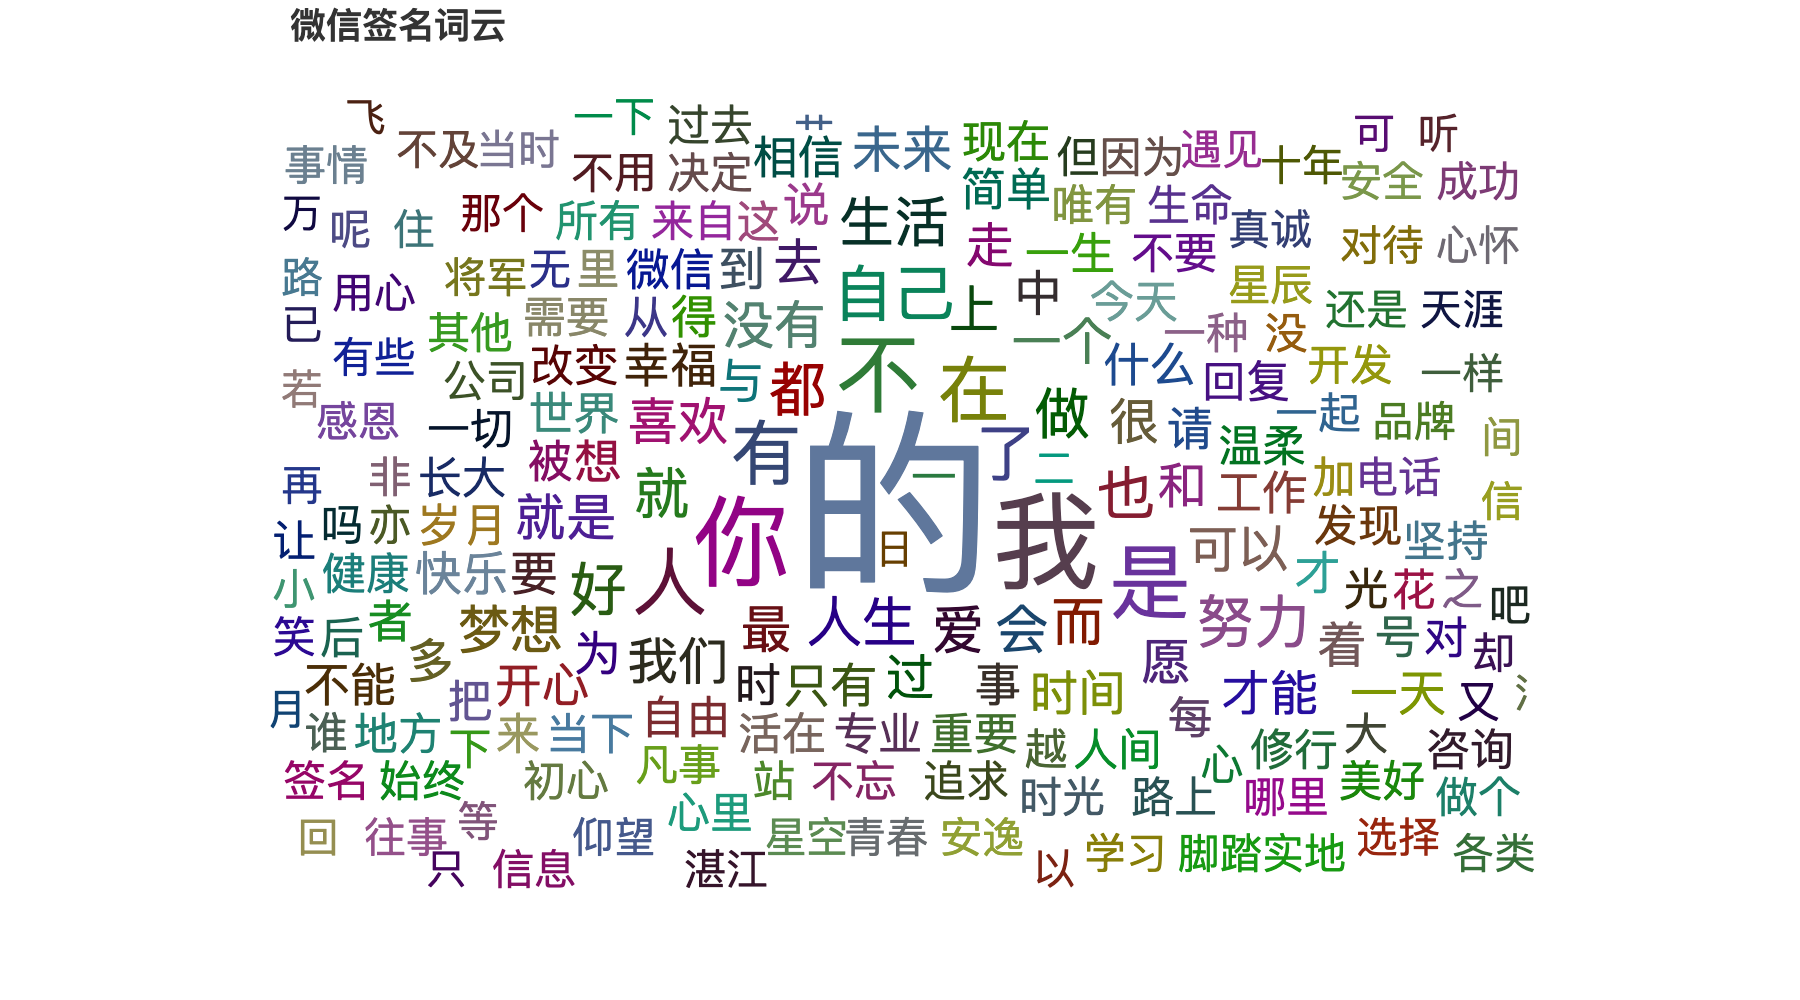 微信签名词云
飞 一下 过去 艹 未来 现在 可 听
事情 不及 当时 不用 决定 相信 但 因为 遇见 十年 安全 成功
万 呢 住 那个 所有 来自 这 说 生活 简单 唯有 生命 真诚
路 用心 将军 无 里 微信 到 去 自己 走 一生 不要 对待 心怀
已 其他 需要 从 得 没有 上 中 今天 星辰 还是 天涯
有些 公司 改变 幸福 与 都 不 在 一个 什么 一种 没 回复 开发 一样
若 感恩 一切 世界 喜欢 有 做 很 请 一起 温柔 品牌 间
再 非 长大 被 想 就 的 一 了 二 也 和 工作 加 电话 信
让 吗 亦 岁月 就是 你 日 我 可以 发现 坚持
小 健康 快乐 要 好 人 是 才 光 花 之 吧
笑 后 者 梦想 为 我们 最 人生 爱 会 而 努力 着 号 对 却
月 不能 多 把 开心 时 只有 过 事 时间 愿 才能 一天 又 氵
谁 地方 下 来 当下 自由 活在 专业 重要 越 人间 每 心 修行 大 咨询
签名 始终 初心 凡事 站 不忘 追求 时光 路上 哪里 美好 做个
回 往事 等 仰望 心里 星空 青春 安逸 学习 脚踏实地 选择 各类
只 信息 湛江 以